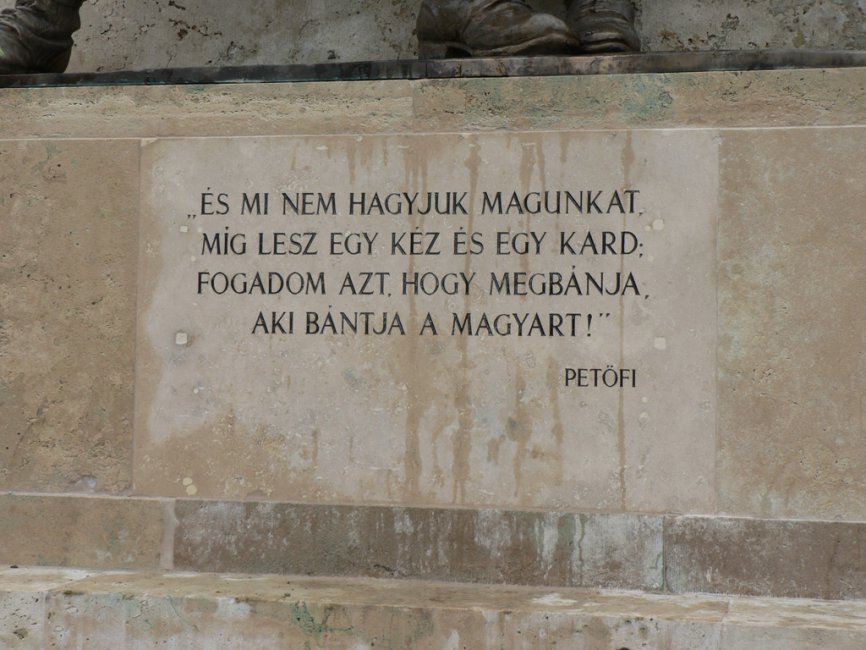 „ÉS MI NEM HAGYJUK MAGUNKAT,
MÍG LESZ EGY KÉZ ÉS EGY KARD;
FOGADOM AZT, HOGY MEGBÁNJA,
AKI BÁNTJA A MAGYART!”
PETŐFI